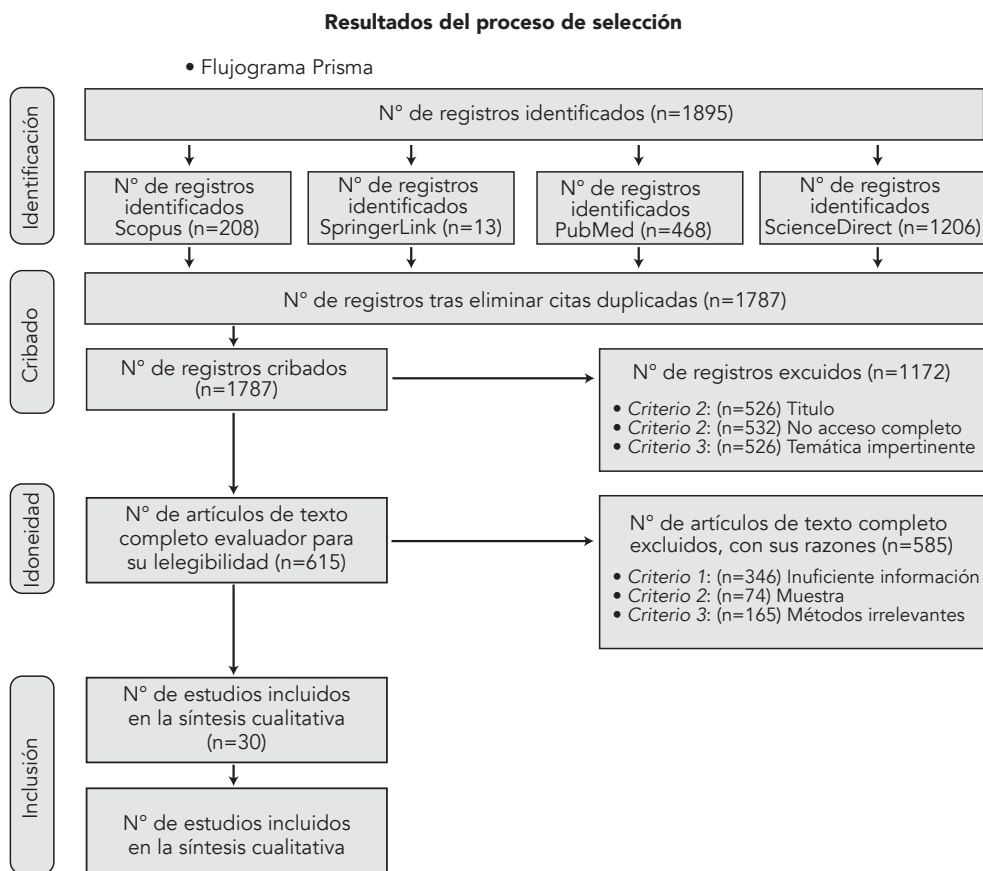 Resultados del proceso de selección
• Flujograma Prisma
Identificación
N° de registros identificados (n=1895)
N° de registros
identificados
Scopus (n=208)
N° de registros
identificados
SpringerLink (n=13)
N° de registros
identificados
PubMed (n=468)
N° de registros
identificados
ScienceDirect (n=1206)
Cribado
N° de registros tras eliminar citas duplicadas (n=1787)
N° de registros cribados
(n=1787)
N° de registros excuidos (n=1172)
• Criterio 2: (n=526) Titulo
• Criterio 2: (n=532) No acceso completo
• Criterio 3: (n=526) Temática impertinente
Idoneidad
N° de artículos de texto
completo evaluador para
su lelegibilidad (n=615)
N° de artículos de texto completo
excluidos, con sus razones (n=585)
• Criterio 1: (n=346) Inuficiente información
• Criterio 2: (n=74) Muestra
• Criterio 3: (n=165) Métodos irrelevantes
Inclusión
N° de estudios incluidos
en la síntesis cualitativa
(n=30)
N° de estudios incluidos
en la síntesis cualitativa